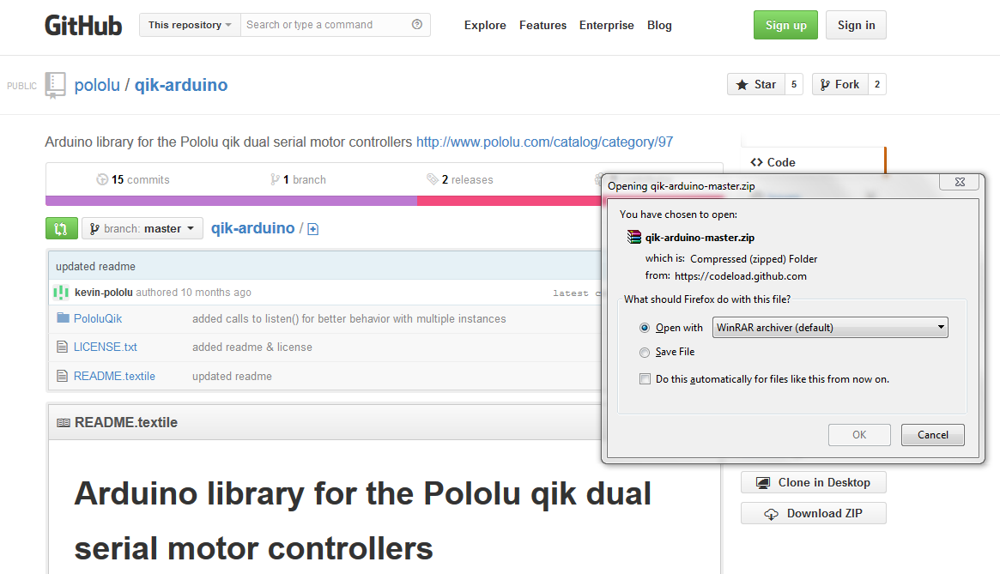 GitHub This repository Search or type a command Explore Features Enterprise Blog Sign up Sign in
PUBLIC pololu / qik-arduino Star 5 Fork 2
Arduino library for the Pololu qik dual serial motor controllers http://www.pololu.com/catalog/category/97
<> Code
15 commits 1 branch 2 releases
branch: master qik-arduino /
updated readme
kevin-pololu authored 10 months ago latest
PololuQik added calls to listen() for better behavior with multiple instances
LICENSE.txt added readme & license
README.textile updated readme
README.textile
Arduino library for the Pololu qik dual
serial motor controllers
Opening qik-arduino-master.zip
You have chosen to open:
qik-arduino-master.zip
which is: Compressed (zipped) Folder
from: https://codeload.github.com
What should Firefox do with this file?
Open with WinRAR archiver (default)
Save File
Do this automatically for files like this from now on.
OK Cancel
Clone in Desktop
Download ZIP